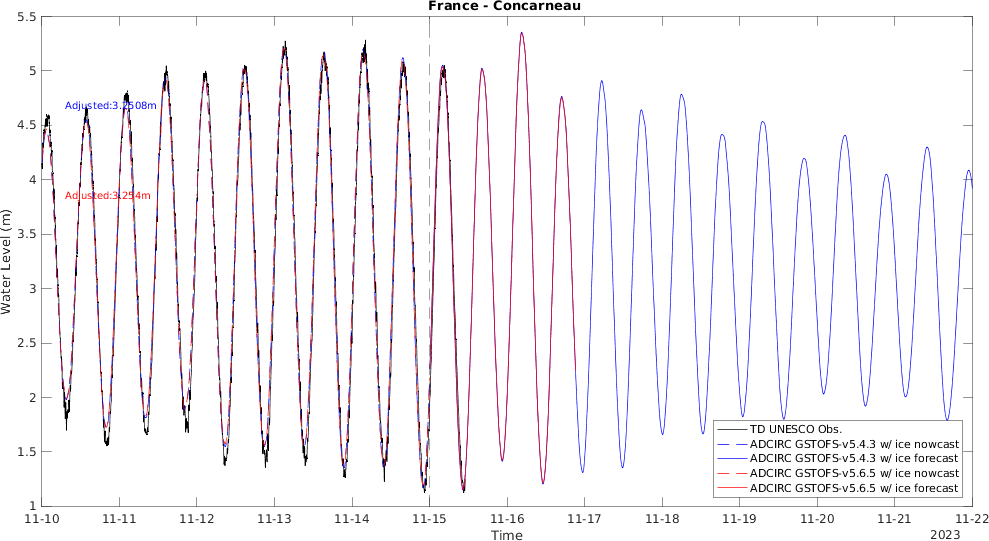 France - Concarneau
5.5
5
4.5
4
3.5
3
2.5
2
1.5
1
Water Level (m)
Adjusted:3.2508m
Adjusted:3.254m
TD UNESCO Obs.
ADCIRC GSTOFS-v5.4.3 w/ ice nowcast
ADCIRC GSTOFS-v5.4.3 w/ ice forecast
ADCIRC GSTOFS-v5.6.5 w/ ice nowcast
ADCIRC GSTOFS-v5.6.5 w/ ice forecast
11-10 11-11 11-12 11-13 11-14 11-15 11-16 11-17 11-18 11-19 11-20 11-21 11-22
Time
2023